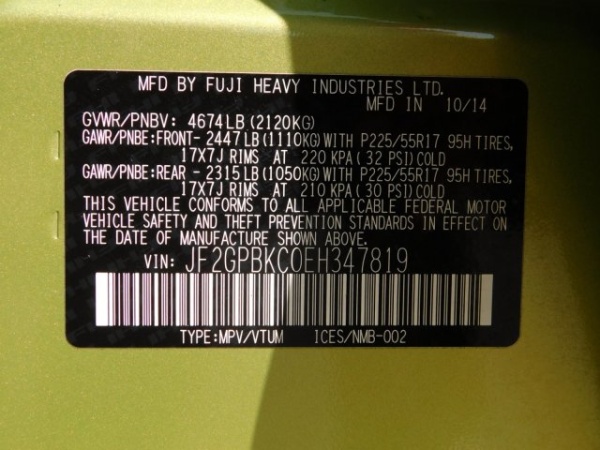 MFD BY FUJI HEAVY INDUSTRIES LTD.
MFD IN 10/14
GVWR/PNBV: 4674LB(2120KG)
GAWR/PNBE:FRONT- 2447LB(1110KG)WITH P225/55R17 95H TIRES,
17X7J RIMS AT 220 KPA(32 PSI)COLD
GAWR/PNBE:REAR - 2315LB(1050KG)WITH P225/55R17 95H TIRES,
17X7J RIMS AT 210 KPA(30 PSI)COLD
THIS VEHICLE CONFORMS TO ALL APPLICABLE FEDERAL MOTOR
VEHICLE SAFETY AND THEFT PREVENTION STANDARDS IN EFFECT ON
THE DATE OF MANUFACTURE SHOWN ABOVE.
VIN: JF2GPBKC0EH347819
TYPE:MPV/VTUM ICES/NMB-002